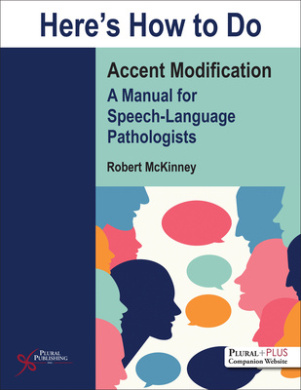 Here's How to Do
Accent Modification
A Manual for
Speech-Language
Pathologists
Robert McKinney
PLURAL+PLUS
Companion Website
PLURAL
PUBLISHING